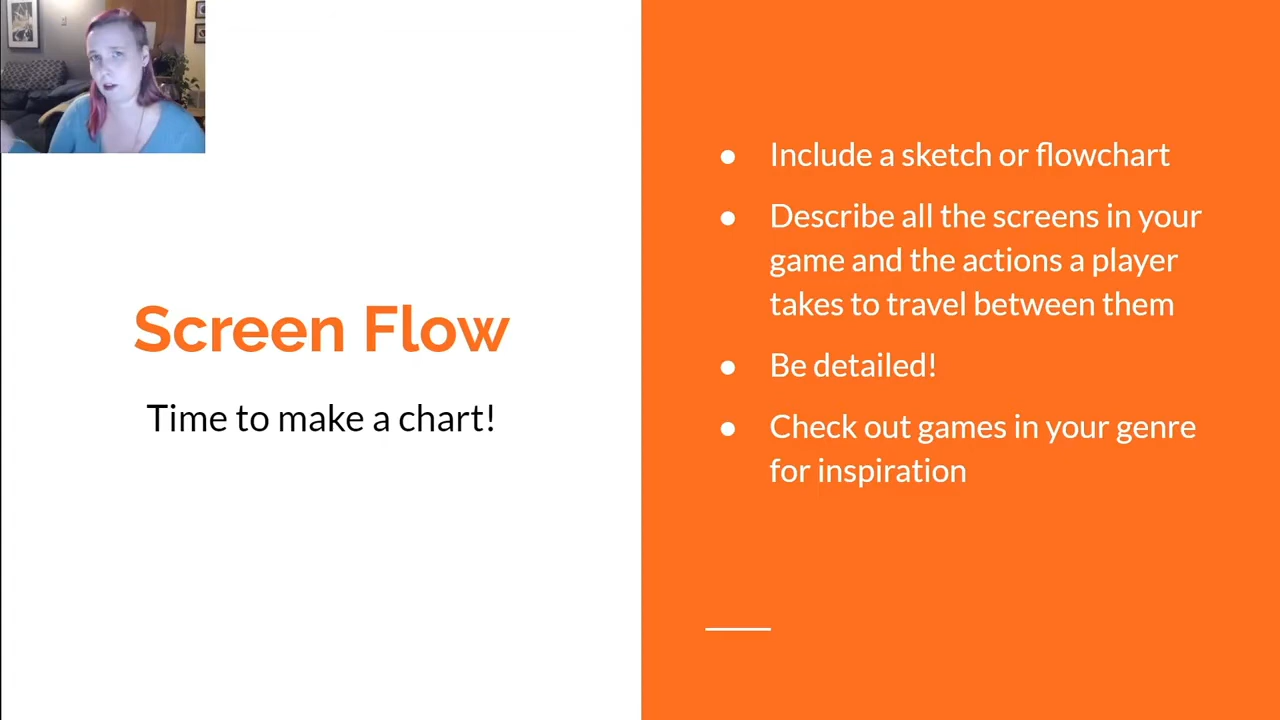 Screen Flow
Time to make a chart!
● Include a sketch or flowchart
● Describe all the screens in your
game and the actions a player
takes to travel between them
● Be detailed!
● Check out games in your genre
for inspiration